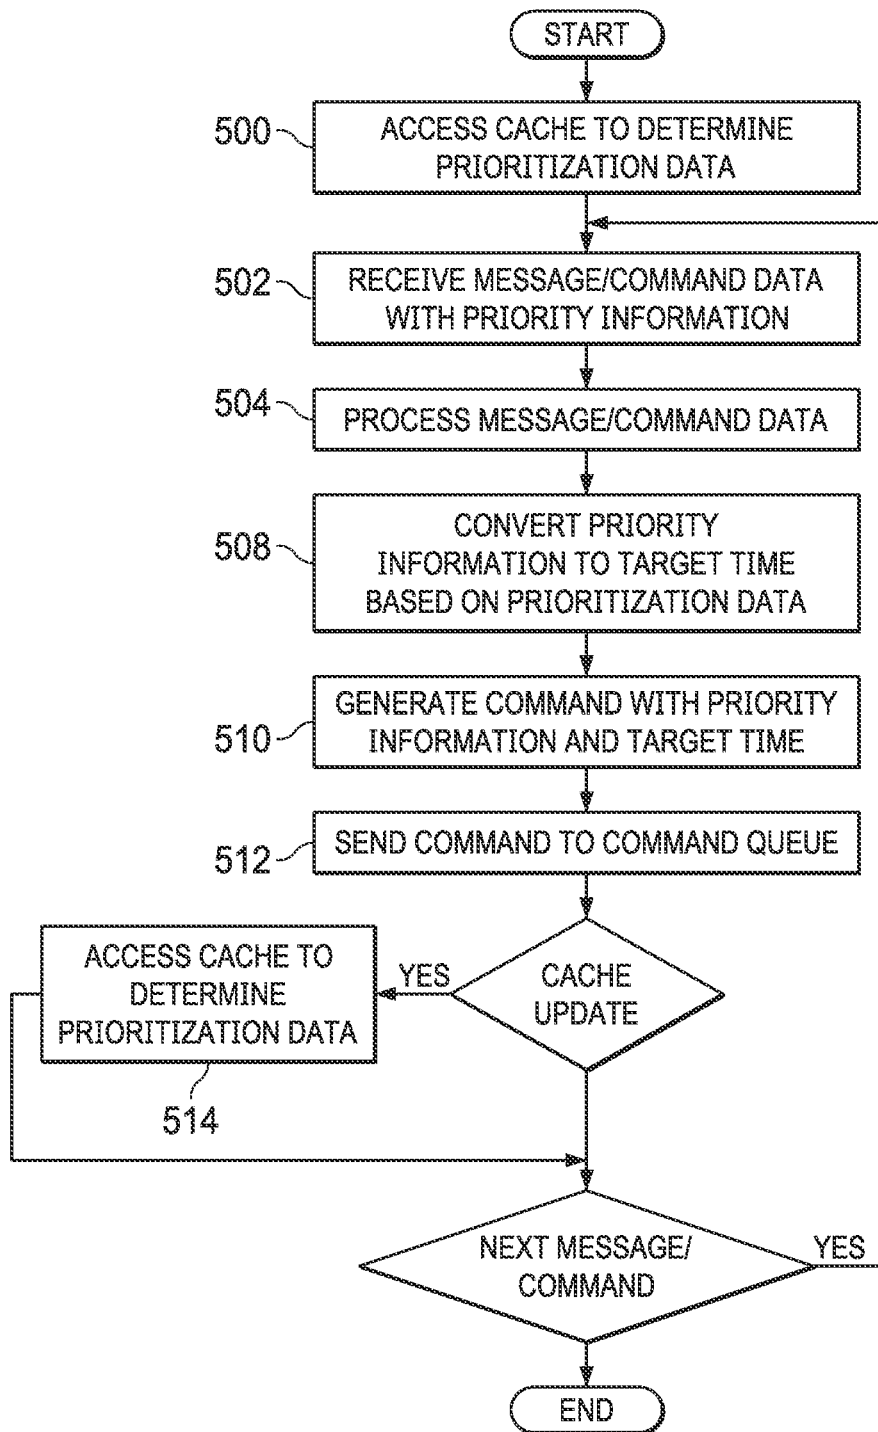 START
500
ACCESS CACHE TO DETERMINE
PRIORITIZATION DATA
502
RECEIVE MESSAGE/COMMAND DATA
WITH PRIORITY INFORMATION
504
PROCESS MESSAGE/COMMAND DATA
508
CONVERT PRIORITY
INFORMATION TO TARGET TIME
BASED ON PRIORITIZATION DATA
510
GENERATE COMMAND WITH PRIORITY
INFORMATION AND TARGET TIME
512
SEND COMMAND TO COMMAND QUEUE
CACHE
UPDATE
YES
ACCESS CACHE TO
DETERMINE
PRIORITIZATION DATA
514
NEXT MESSAGE/
COMMAND
YES
END